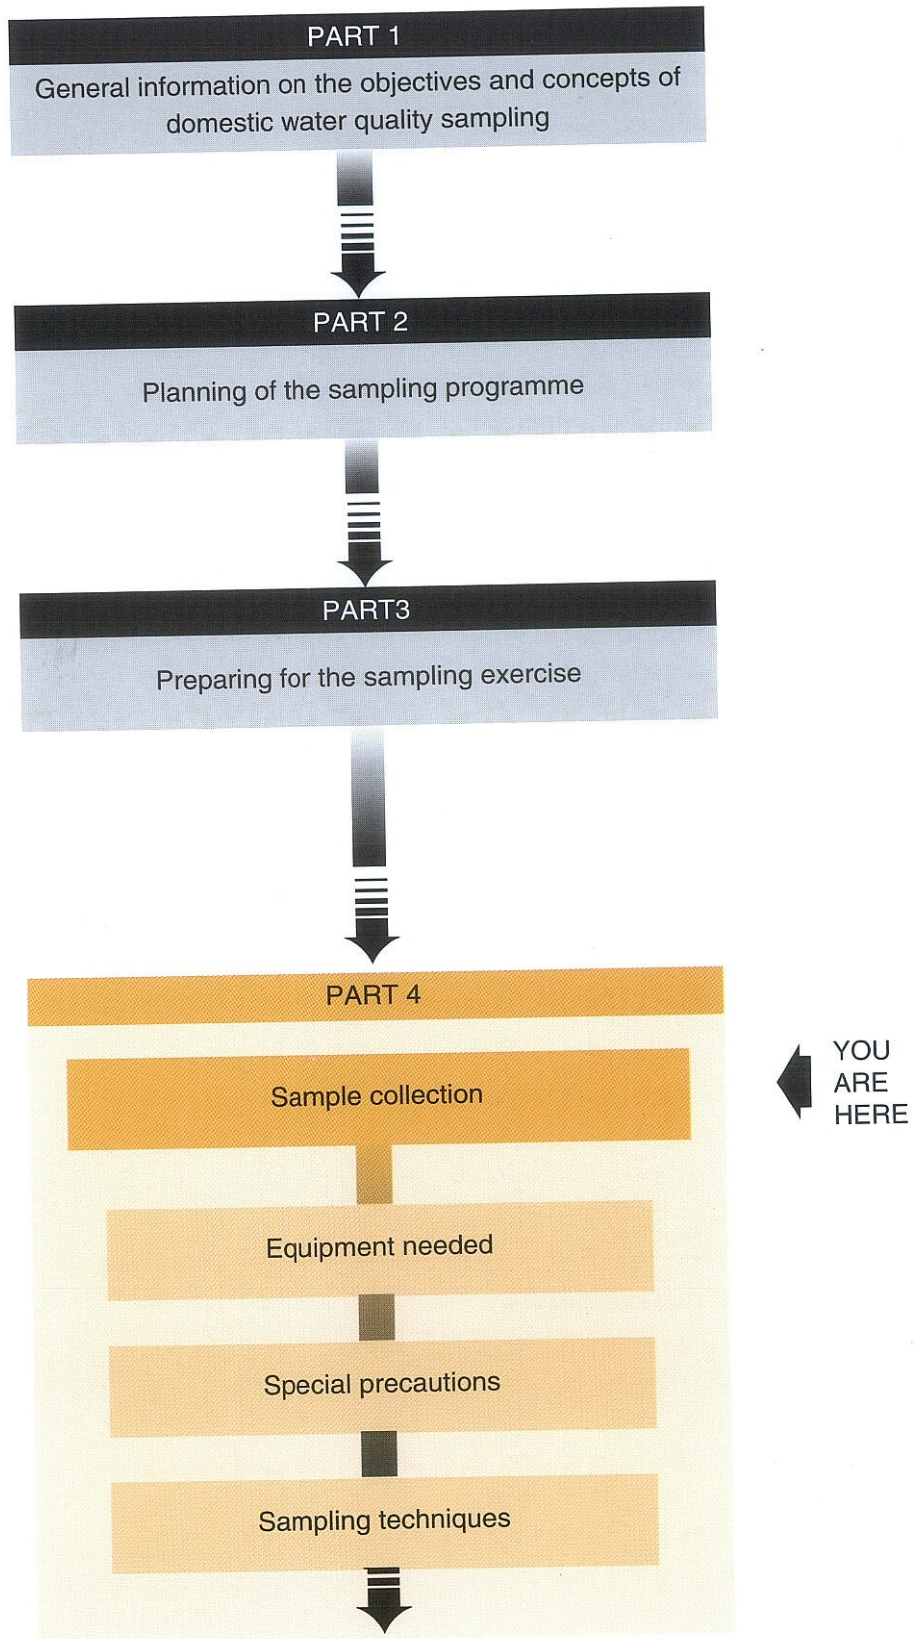 PART 1
General information on the objectives and concepts of
domestic water quality sampling
PART 2
Planning of the sampling programme
PART3
Preparing for the sampling exercise
PART 4
Sample collection
YOU
ARE
HERE
Equipment needed
Special precautions
Sampling techniques